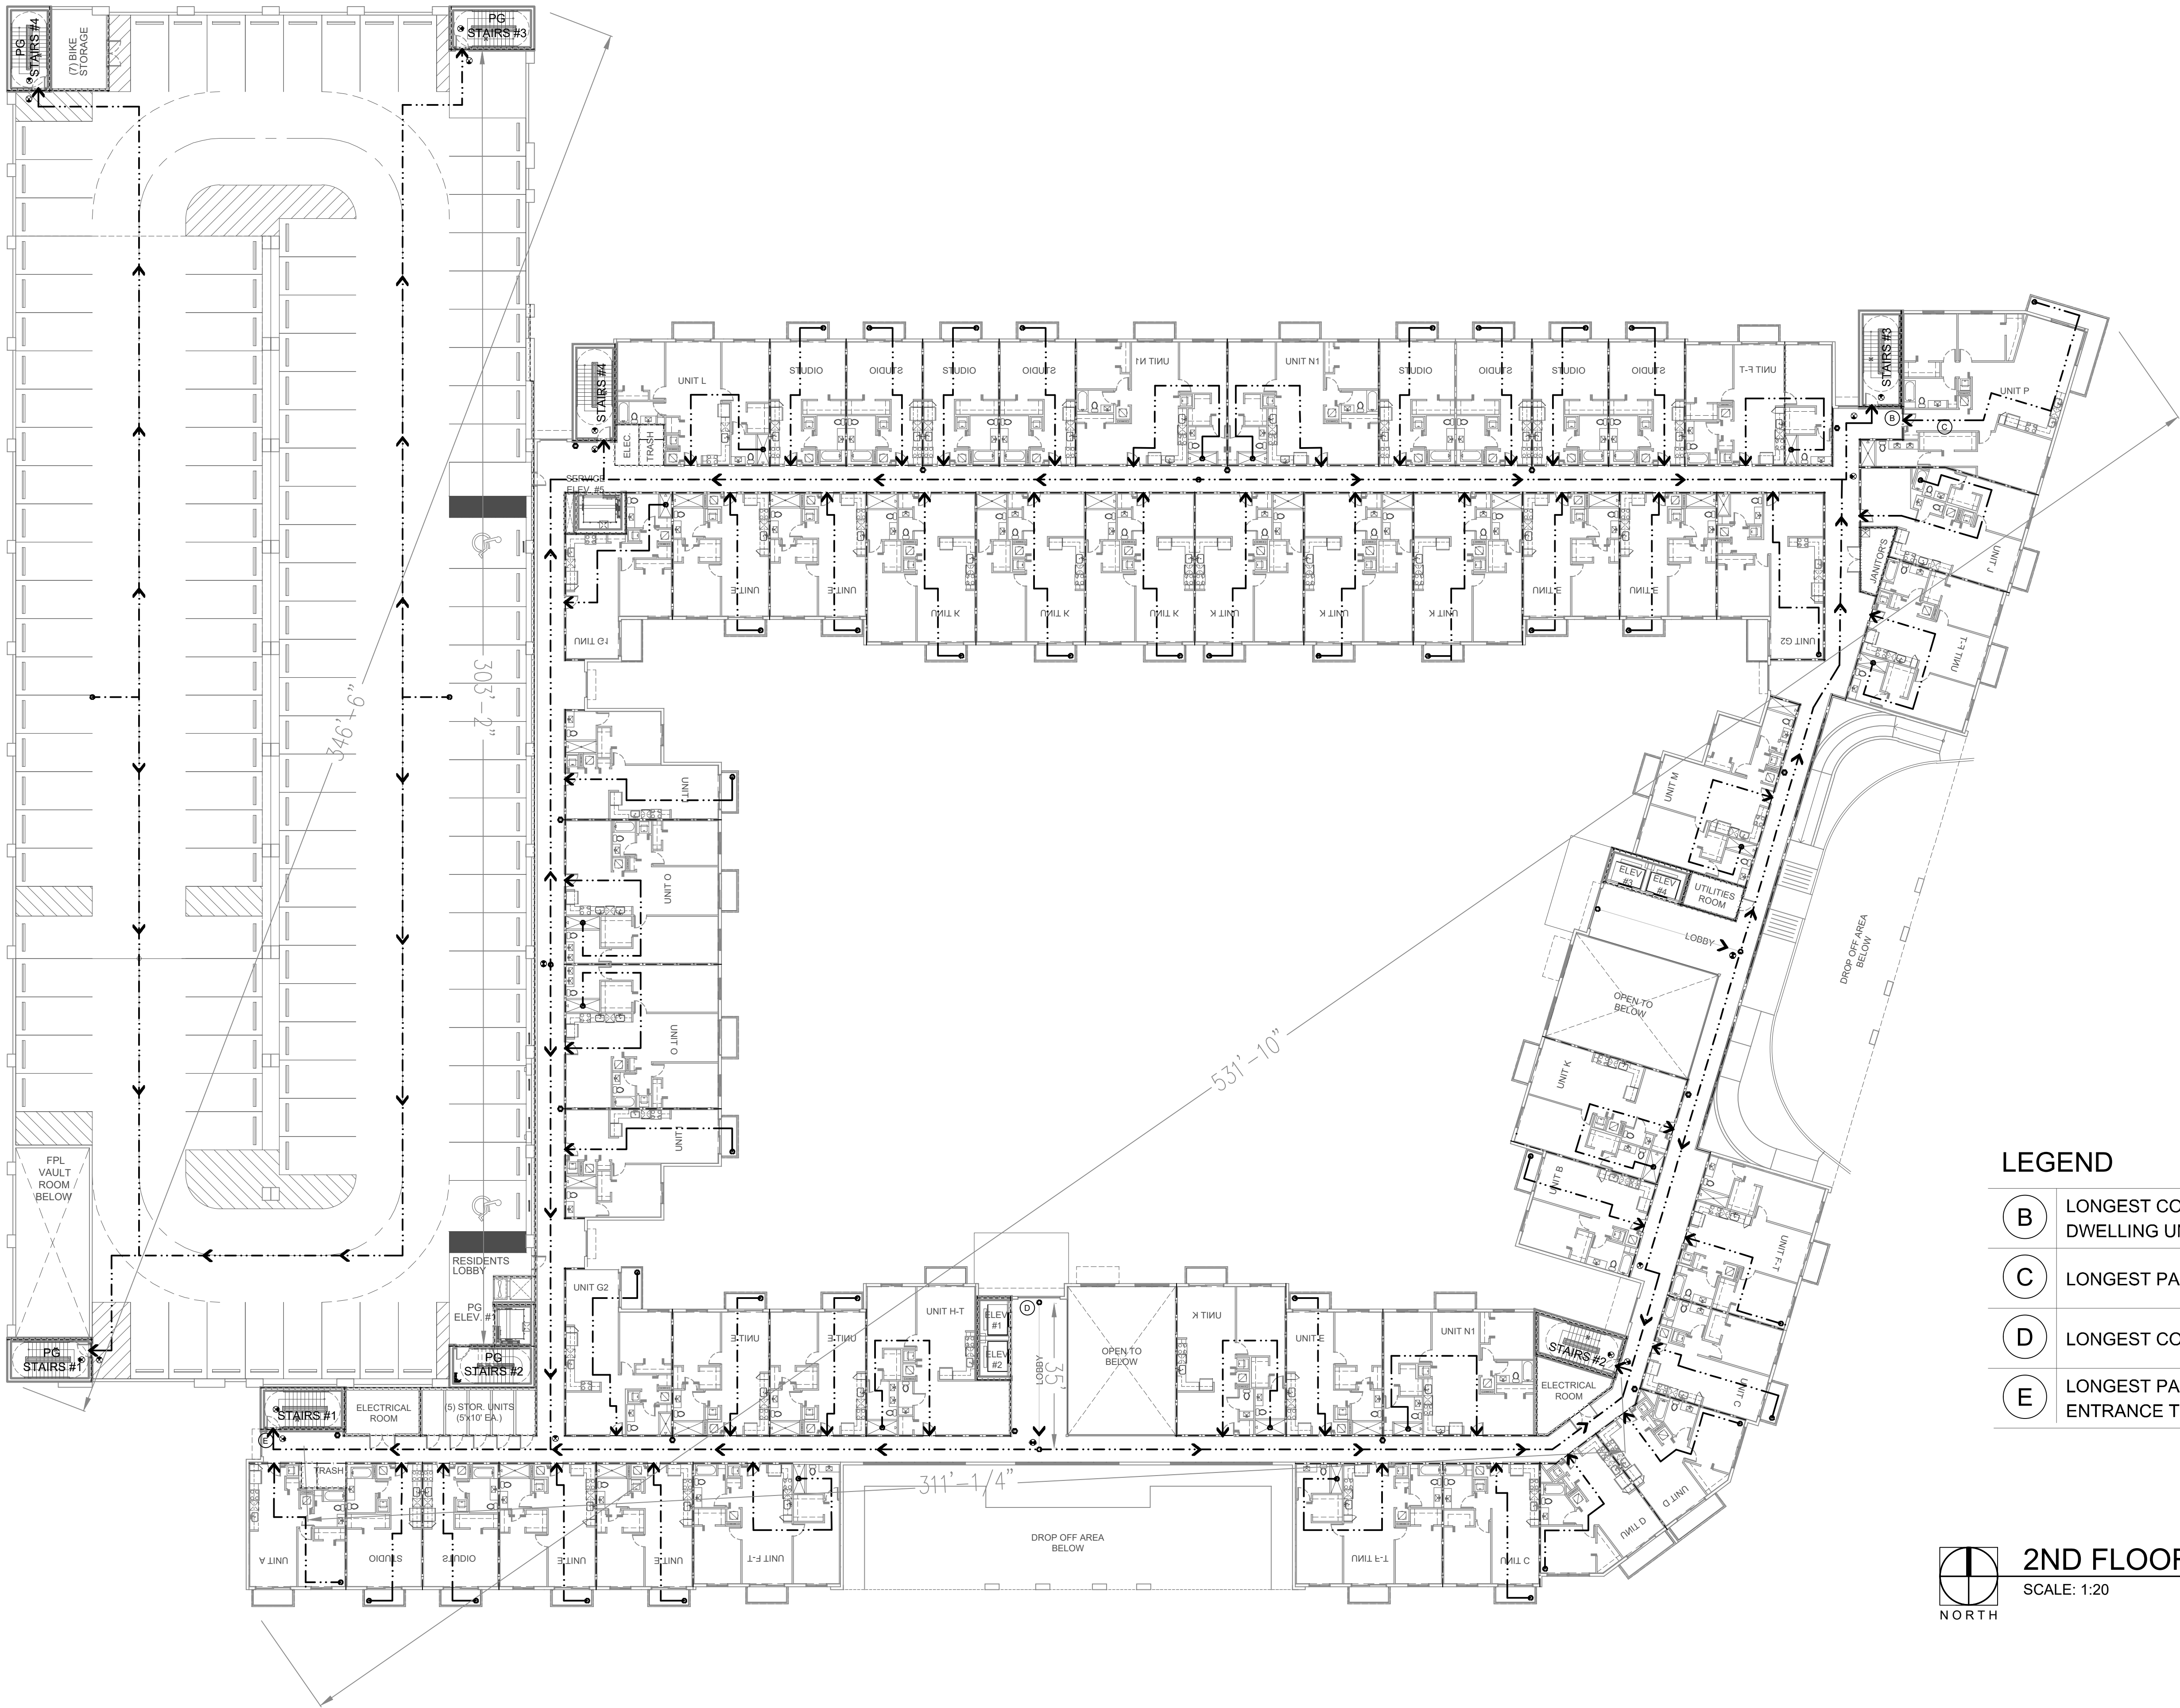 PG
STAIRS #4
(7) BIKE
STORAGE
PG
STAIRS #3
346'-6"
303'-2"
FPL
VAULT
ROOM
BELOW
RESIDENTS
LOBBY
PG
ELEV. #1
PG
STAIRS #1
PG
STAIRS #2
STAIRS #4
ELEC.
TRASH
UNIT L
STUDIO
STUDIO
STUDIO
STUDIO
UNIT N1
UNIT N1
STUDIO
STUDIO
STUDIO
STUDIO
UNIT F-T
STAIRS #3
B
C
UNIT P
SERVICE
ELEV. #5
UNIT G1
UNIT E
UNIT E
UNIT K
UNIT K
UNIT K
UNIT K
UNIT K
UNIT K
UNIT E
UNIT E
UNIT G2
JANITOR'S
UNIT J
UNIT F-T
UNIT M
ELEV
#3
ELEV
#4
UTILITIES
ROOM
LOBBY
OPEN TO
BELOW
DROP OFF AREA
BELOW
UNIT K
UNIT B
UNIT F-T
UNIT C
UNIT O
UNIT O
531'-10"
UNIT G2
UNIT E
UNIT E
UNIT H-T
ELEV
#1
ELEV
#2
D
LOBBY
35'
OPEN TO
BELOW
UNIT K
UNIT E
UNIT N1
STAIRS #2
ELECTRICAL
ROOM
STAIRS #1
ELECTRICAL
ROOM
(5) STOR. UNITS
(5'x10' EA.)
E
TRASH
311'-1/4"
UNIT A
STUDIO
STUDIO
UNIT E
UNIT E
UNIT F-T
DROP OFF AREA
BELOW
UNIT F-T
UNIT C
UNIT D
UNIT D
LEGEND
B
LONGEST CO
DWELLING U
C
LONGEST PA
D
LONGEST CO
E
LONGEST PA
ENTRANCE T
NORTH
2ND FLOOR
SCALE: 1:20